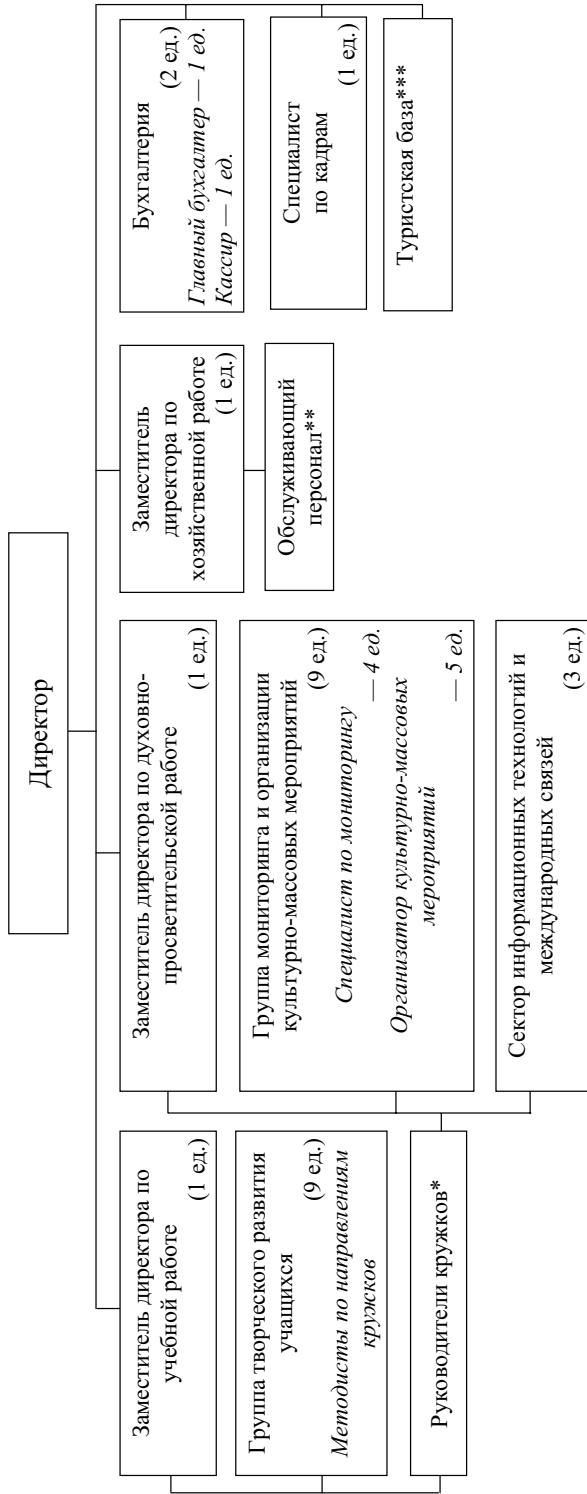 Директор
Заместитель директора по
учебной работе
(1 ед.)
Группа творческого развития
учащихся
(9 ед.)
Методисты по направлениям
кружков
Руководители кружков*
Заместитель директора по духовно-
просветительской работе
(1 ед.)
Группа мониторинга и организации
культурно-массовых мероприятий
(9 ед.)
Специалист по мониторингу
— 4 ед.
Организатор культурно-массовых
мероприятий
— 5 ед.
Сектор информационных технологий и
международных связей
(3 ед.)
Заместитель
директора по
хозяйственной работе
(1 ед.)
Обслуживающий
персонал**
Бухгалтерия
(2 ед.)
Главный бухгалтер — 1 ед.
Кассир — 1 ед.
Специалист
по кадрам
(1 ед.)
Туристская база***